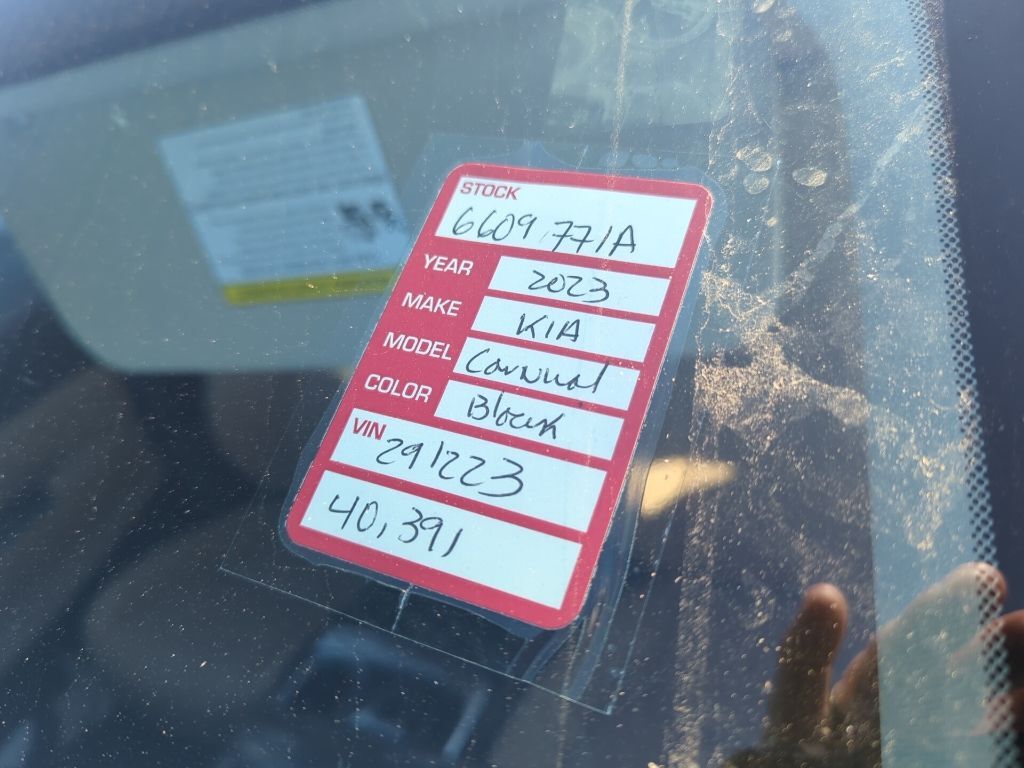 STOCK
6609771A
YEAR 2023
MAKE KIA
MODEL Carnival
COLOR Black
VIN 291223
40,391